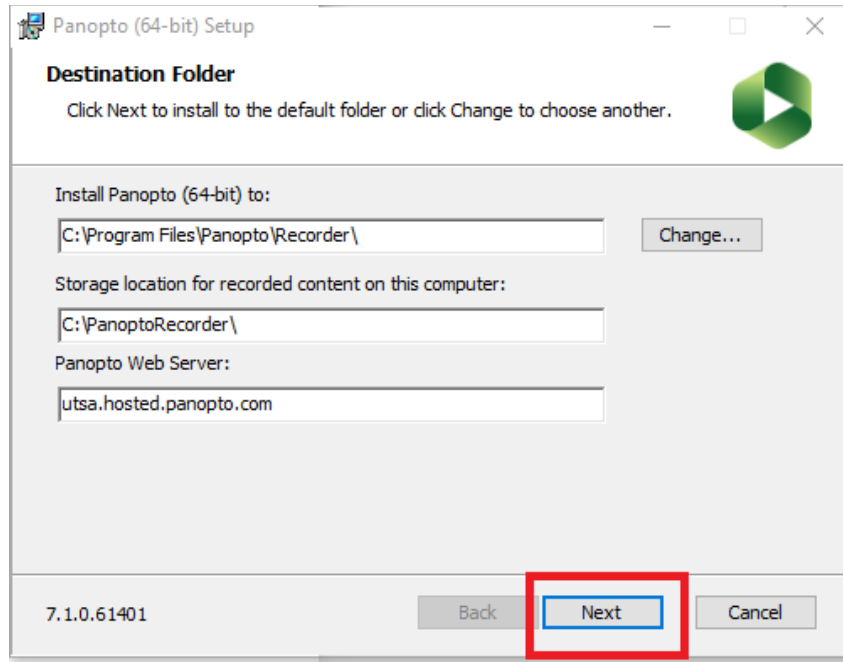 Panopto (64-bit) Setup
Destination Folder
Click Next to install to the default folder or click Change to choose another.
Install Panopto (64-bit) to:
C:\Program Files\Panopto\Recorder\
Change...
Storage location for recorded content on this computer:
C:\PanoptoRecorder\
Panopto Web Server:
utsa.hosted.panopto.com
7.1.0.61401
Back
Next
Cancel